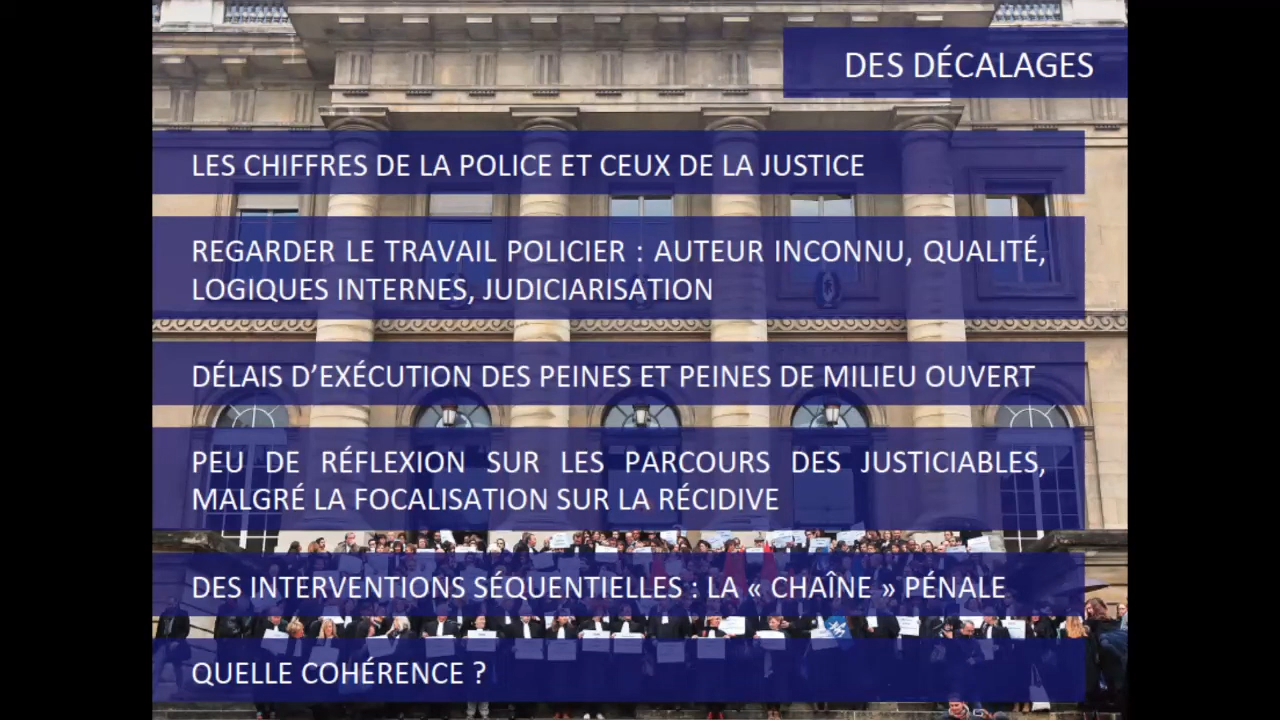 DES DÉCALAGES
LES CHIFFRES DE LA POLICE ET CEUX DE LA JUSTICE
REGARDER LE TRAVAIL POLICIER : AUTEUR INCONNU, QUALITÉ,
LOGIQUES INTERNES, JUDICIARISATION
DÉLAIS D’EXÉCUTION DES PEINES ET PEINES DE MILIEU OUVERT
PEU DE RÉFLEXION SUR LES PARCOURS DES JUSTICIABLES,
MALGRÉ LA FOCALISATION SUR LA RÉCIDIVE
DES INTERVENTIONS SÉQUENTIELLES : LA « CHAÎNE » PÉNALE
QUELLE COHÉRENCE ?